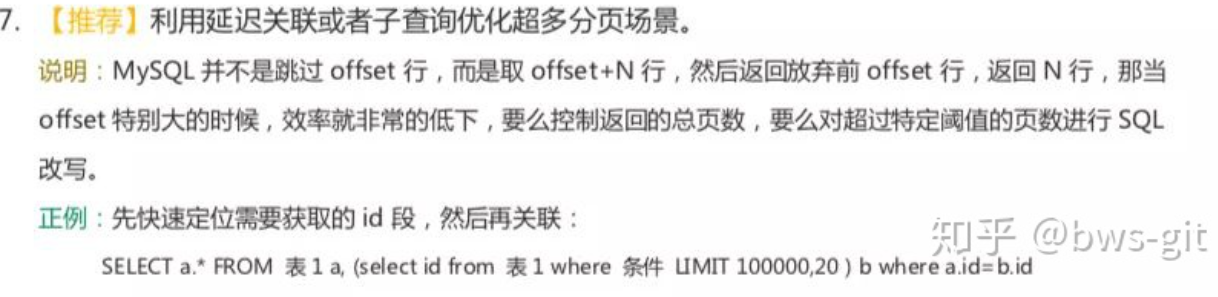 7. 【推荐】利用延迟关联或者子查询优化超多分页场景。
说明：MySQL 并不是跳过 offset 行，而是取 offset+N 行，然后返回放弃前 offset 行，返回 N 行，那当
offset 特别大的时候，效率就非常的低下，要么控制返回的总页数，要么对超过特定阈值的页数进行 SQL
改写。
正例：先快速定位需要获取的 id 段，然后再关联：
SELECT a.* FROM 表 1 a, (select id from 表 1 where 条件 LIMIT 100000,20 ) b where a.id=b.id
知乎 @bws-git